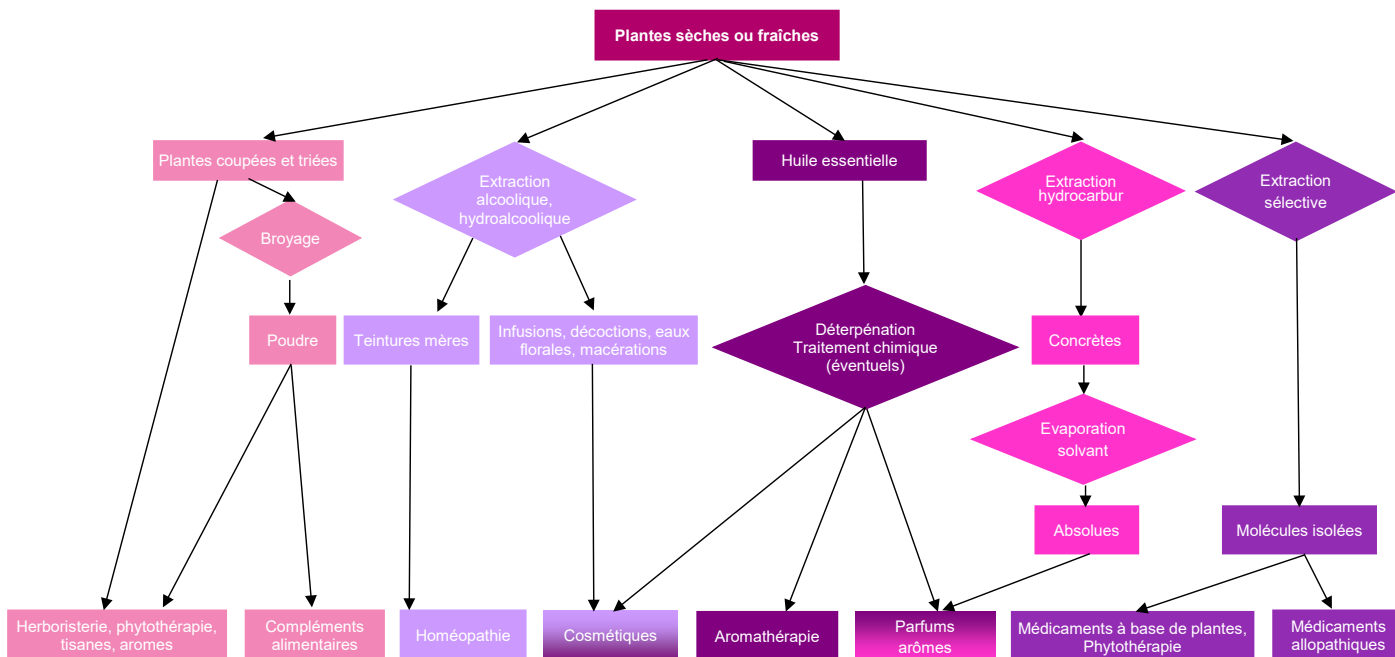 Plantes sèches ou fraîches
Plantes coupées et triées
Extraction
alcoolique,
hydroalcoolique
Huile essentielle
Extraction
hydrocarbur
Extraction
sélective
Broyage
Poudre
Teintures mères
Infusions, décoctions, eaux
florales, macérations
Déterpénation
Traitement chimique
(éventuels)
Concrètes
Evaporation
solvant
Absolues
Molécules isolées
Herboristerie, phytothérapie,
tisanes, aromes
Compléments
alimentaires
Homéopathie
Cosmétiques
Aromathérapie
Parfums
arômes
Médicaments à base de plantes,
Phytothérapie
Médicaments
allopathiques